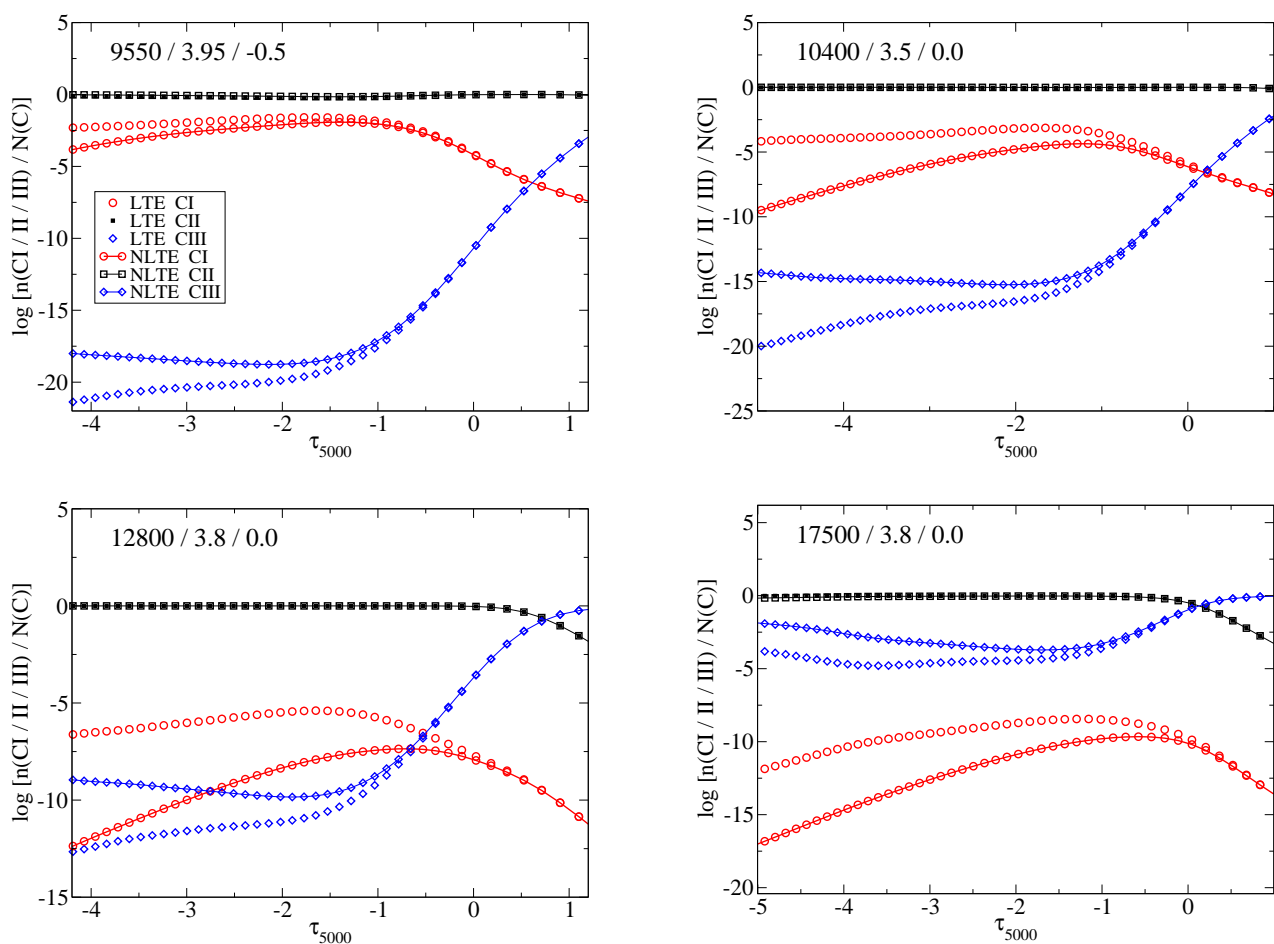 9550 / 3.95 / -0.5
5
0
-5
-10
-15
-20
log [n(CI / II / III) / N(C)]
LTE CI
LTE CII
LTE CIII
NLTE CI
NLTE CII
NLTE CIII
-4 -3 -2 -1 0 1
τ5000
10400 / 3.5 / 0.0
5
0
-5
-10
-15
-20
-25
log [n(CI / II / III) / N(C)]
-4 -2 0
τ5000
12800 / 3.8 / 0.0
5
0
-5
-10
-15
log [n(CI / II / III) / N(C)]
-4 -3 -2 -1 0 1
τ5000
17500 / 3.8 / 0.0
5
0
-5
-10
-15
-20
log [n(CI / II / III) / N(C)]
-5 -4 -3 -2 -1 0
τ5000